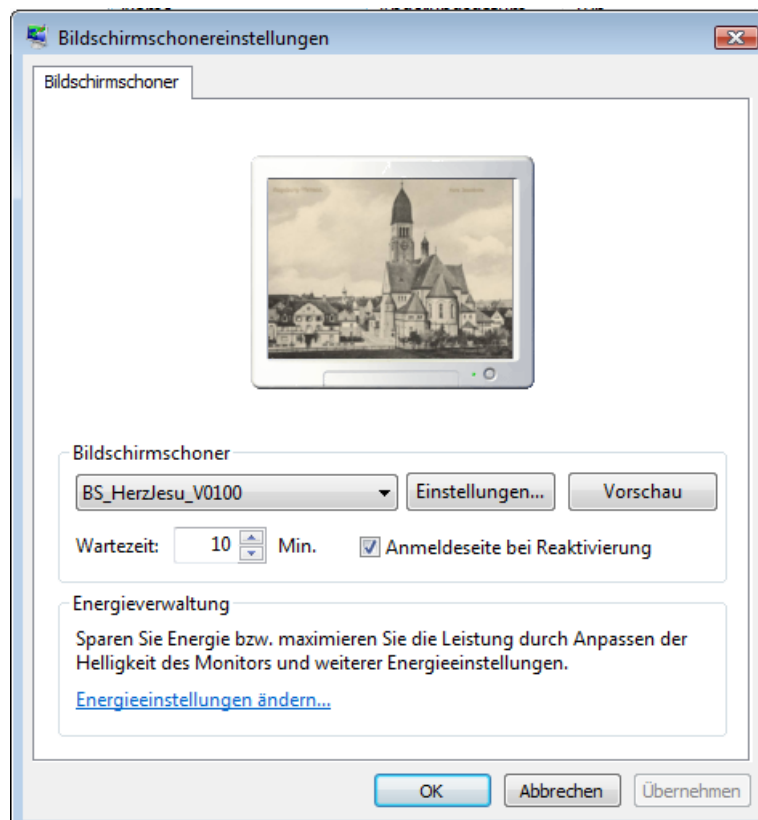 Bildschirmschonereinstellungen
Bildschirmschoner
Bildschirmschoner
BS_HerzJesu_V0100 Einstellungen... Vorschau
Wartezeit: 10 Min. Anmeldeseite bei Reaktivierung
Energieverwaltung
Sparen Sie Energie bzw. maximieren Sie die Leistung durch Anpassen der
Helligkeit des Monitors und weiterer Energieeinstellungen.
Energieeinstellungen ändern...
OK Abbrechen Übernehmen